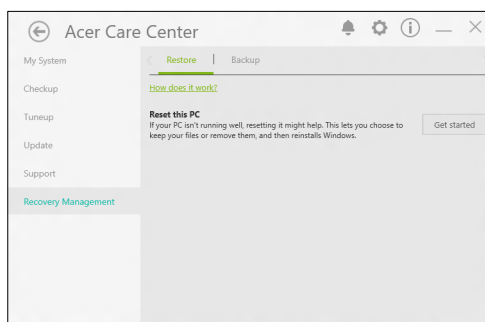 Acer Care Center
My System
Restore
Backup
Checkup
How does it work?
Tuneup
Reset this PC
If your PC isn't running well, resetting it might help. This lets you choose to
keep your files or remove them, and then reinstalls Windows.
Get started
Update
Support
Recovery Management